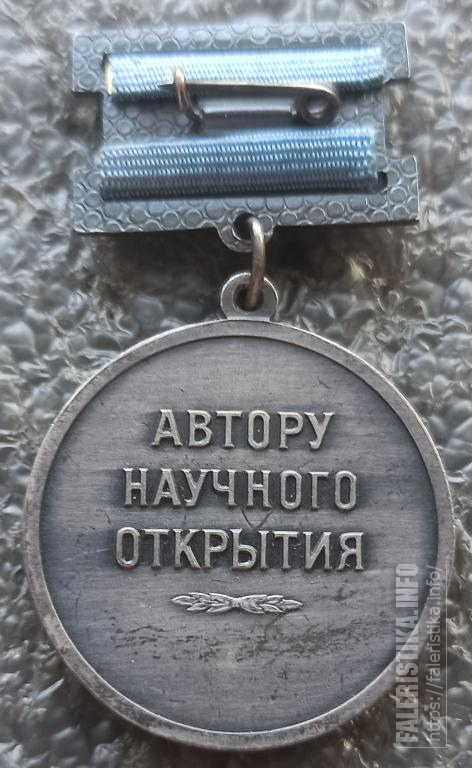 АВТОРУ
НАУЧНОГО
ОТКРЫТИЯ
FALERISTIKA.INFO
https://faleristika.info/